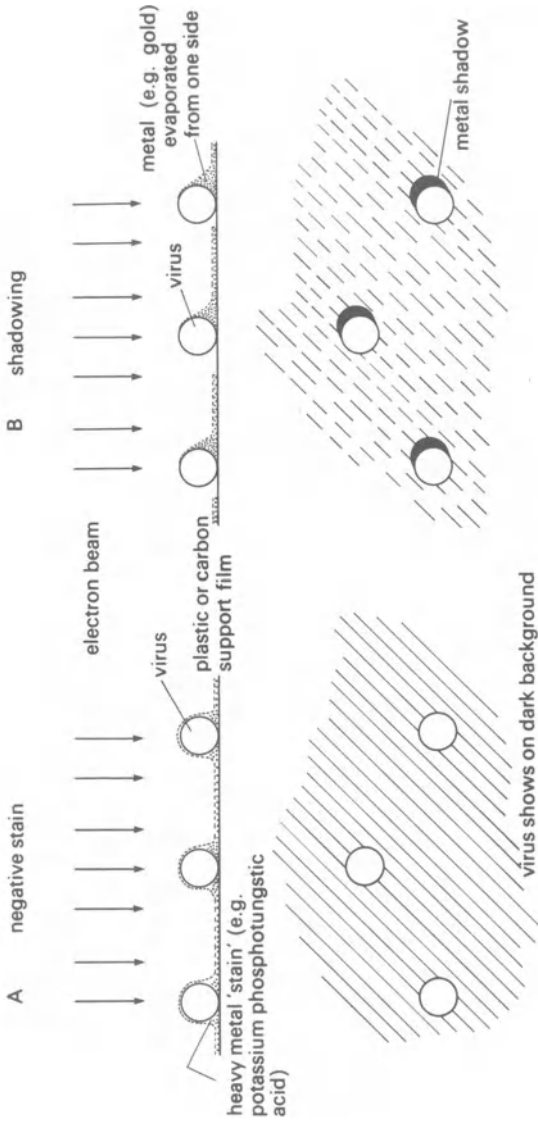 A negative stain
B shadowing
electron beam
virus
plastic or carbon
support film
heavy metal 'stain' (e.g.
potassium phosphotungstic
acid)
virus shows on dark background
virus
metal (e.g. gold)
evaporated
from one side
metal shadow